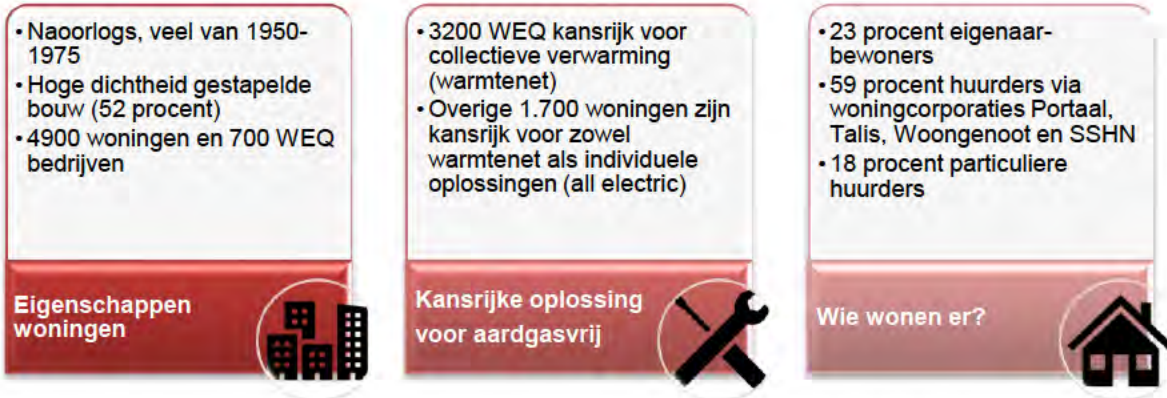 • Naoorlogs, veel van 1950-
1975
• Hoge dichtheid gestapelde
bouw (52 procent)
• 4900 woningen en 700 WEQ
bedrijven
Eigenschappen
woningen
• 3200 WEQ kansrijk voor
collectieve verwarming
(warmtenet)
• Overige 1.700 woningen zijn
kansrijk voor zowel
warmtenet als individuele
oplossingen (all electric)
Kansrijke oplossing
voor aardgasvrij
• 23 procent eigenaar-
bewoners
• 59 procent huurders via
woningcorporaties Portaal,
Talis, Woongenoot en SSHN
• 18 procent particuliere
huurders
Wie wonen er?